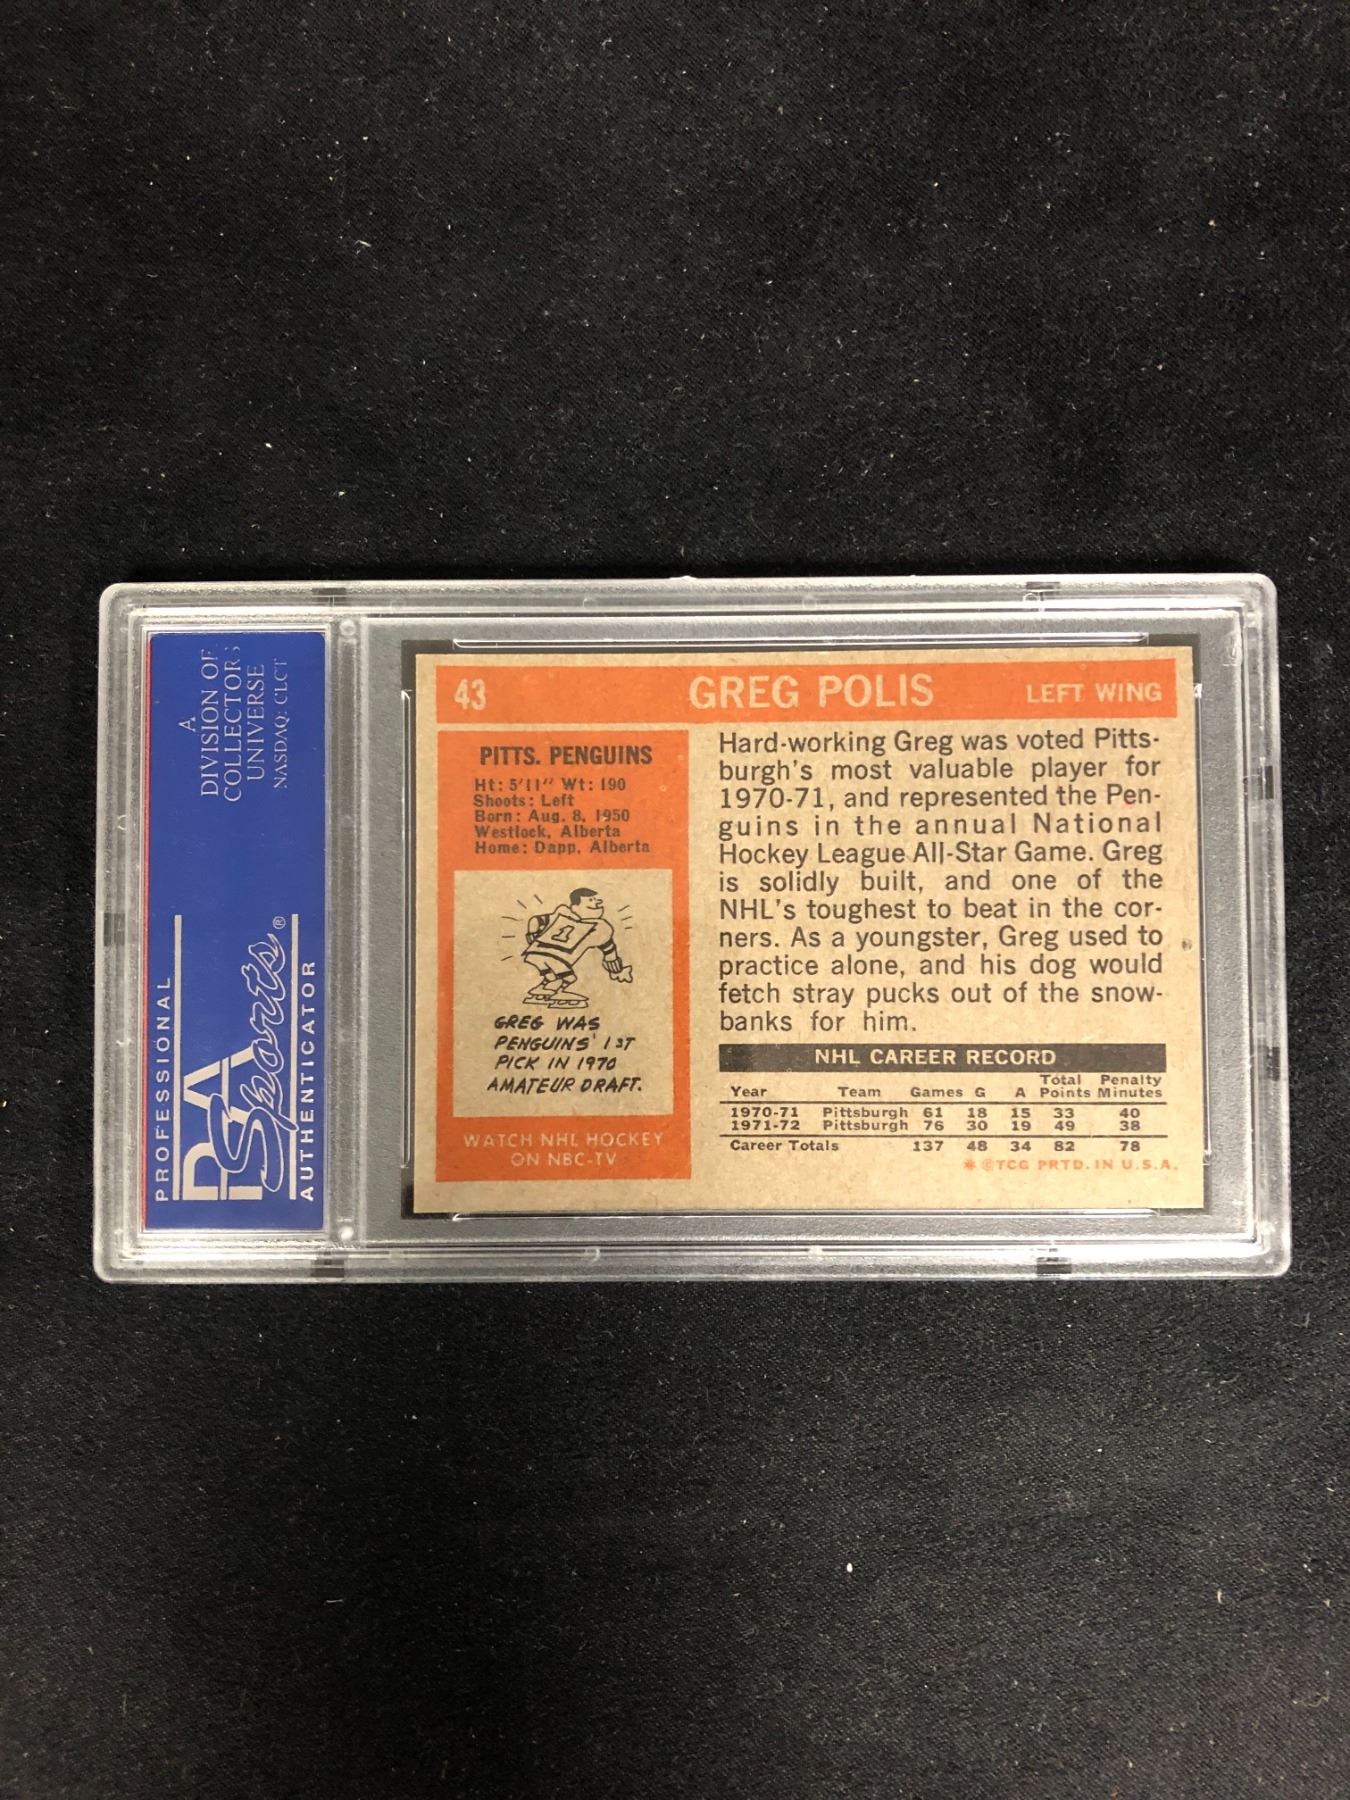 A
DIVISION OF
COLLECTORS
UNIVERSE
NASDAQ: CLCT
PROFESSIONAL
PSA
Sports®
AUTHENTICATOR
43 GREG POLIS LEFT WING
PITTS. PENGUINS
Ht: 5'11" Wt: 190
Shoots: Left
Born: Aug. 8, 1950
Westlock, Alberta
Home: Dapp, Alberta
1
GREG WAS
PENGUINS' 1ST
PICK IN 1970
AMATEUR DRAFT.
WATCH NHL HOCKEY
ON NBC-TV
Hard-working Greg was voted Pitts-
burgh's most valuable player for
1970-71, and represented the Pen-
guins in the annual National
Hockey League All-Star Game. Greg
is solidly built, and one of the
NHL's toughest to beat in the cor-
ners. As a youngster, Greg used to
practice alone, and his dog would
fetch stray pucks out of the snow-
banks for him.
NHL CAREER RECORD
Year Team Games G A Total Points Penalty Minutes
1970-71 Pittsburgh 61 18 15 33 40
1971-72 Pittsburgh 76 30 19 49 38
Career Totals 137 48 34 82 78
* ©TCG PRTD. IN U.S.A.